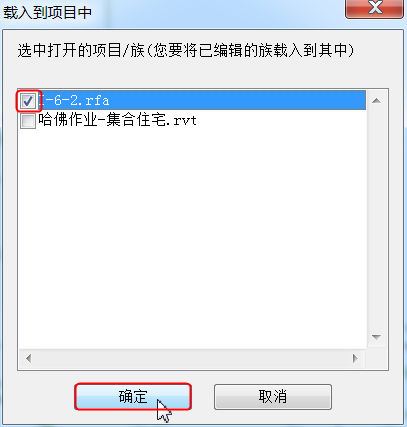 载入到项目中
选中打开的项目/族(您要将已编辑的族载入到其中)
-6-2.rfa
哈佛作业-集合住宅.rvt
确定
取消